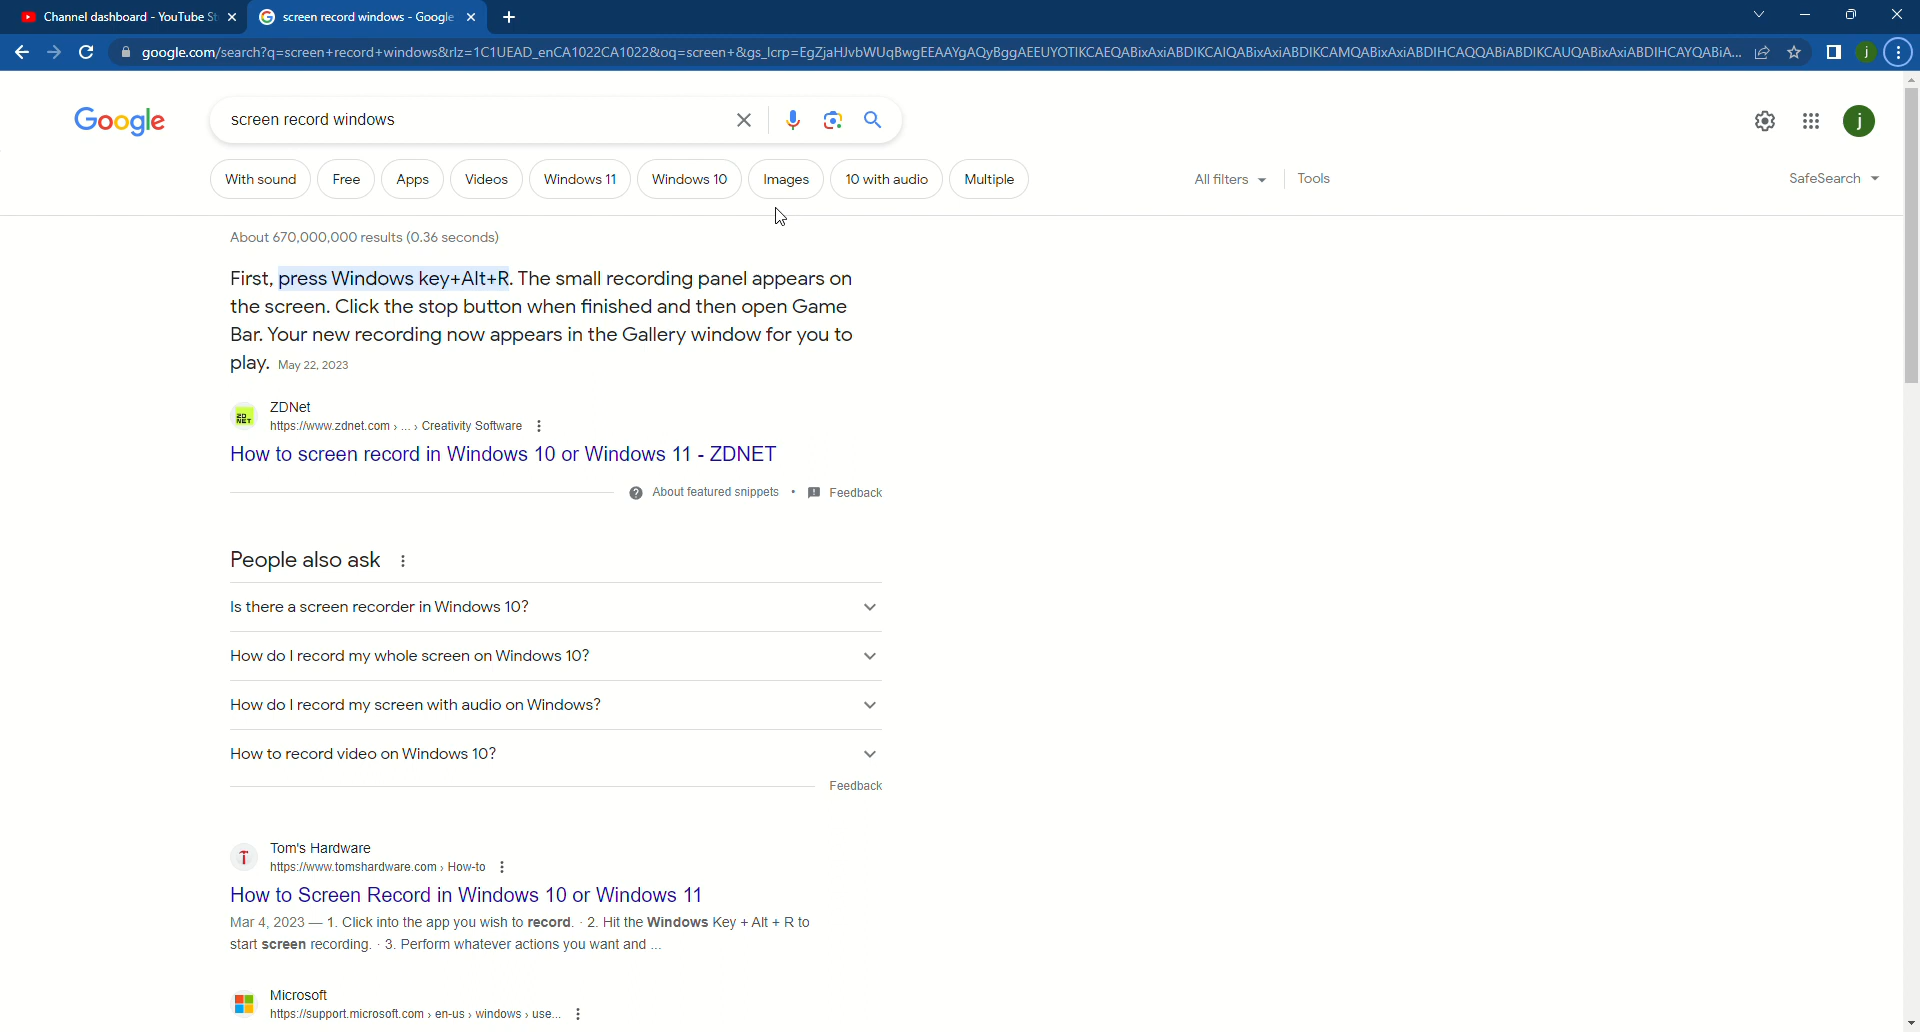 Channel dashboard - YouTube St
screen record windows - Google
google.com/search?q=screen+record+windows&rlz=1C1UEAD_enCA1022CA1022&oq=screen+&gs_lcrp=EgZjaHJvbWUqBwgEEAAYgAQyBggAEEUYOTIKCAEQABixAxiABDIKCAIQABixAxiABDIKCAMQABixAxiABDIHCAQQABiABDIKCAUQABixAxiABDIHCAYQABiA...
j
Google
screen record windows
j
With sound
Free
Apps
Videos
Windows 11
Windows 10
Images
10 with audio
Multiple
All filters
Tools
SafeSearch
About 670,000,000 results (0.36 seconds)
First, press Windows key+Alt+R. The small recording panel appears on
the screen. Click the stop button when finished and then open Game
Bar. Your new recording now appears in the Gallery window for you to
play. May 22, 2023
ZD
NET
ZDNet
https://www.zdnet.com › ... › Creativity Software
How to screen record in Windows 10 or Windows 11 - ZDNET
About featured snippets • Feedback
People also ask
Is there a screen recorder in Windows 10?
How do I record my whole screen on Windows 10?
How do I record my screen with audio on Windows?
How to record video on Windows 10?
Feedback
Tom's Hardware
https://www.tomshardware.com › How-to
How to Screen Record in Windows 10 or Windows 11
Mar 4, 2023 — 1. Click into the app you wish to record. · 2. Hit the Windows Key + Alt + R to
start screen recording. · 3. Perform whatever actions you want and ...
Microsoft
https://support.microsoft.com › en-us › windows › use...